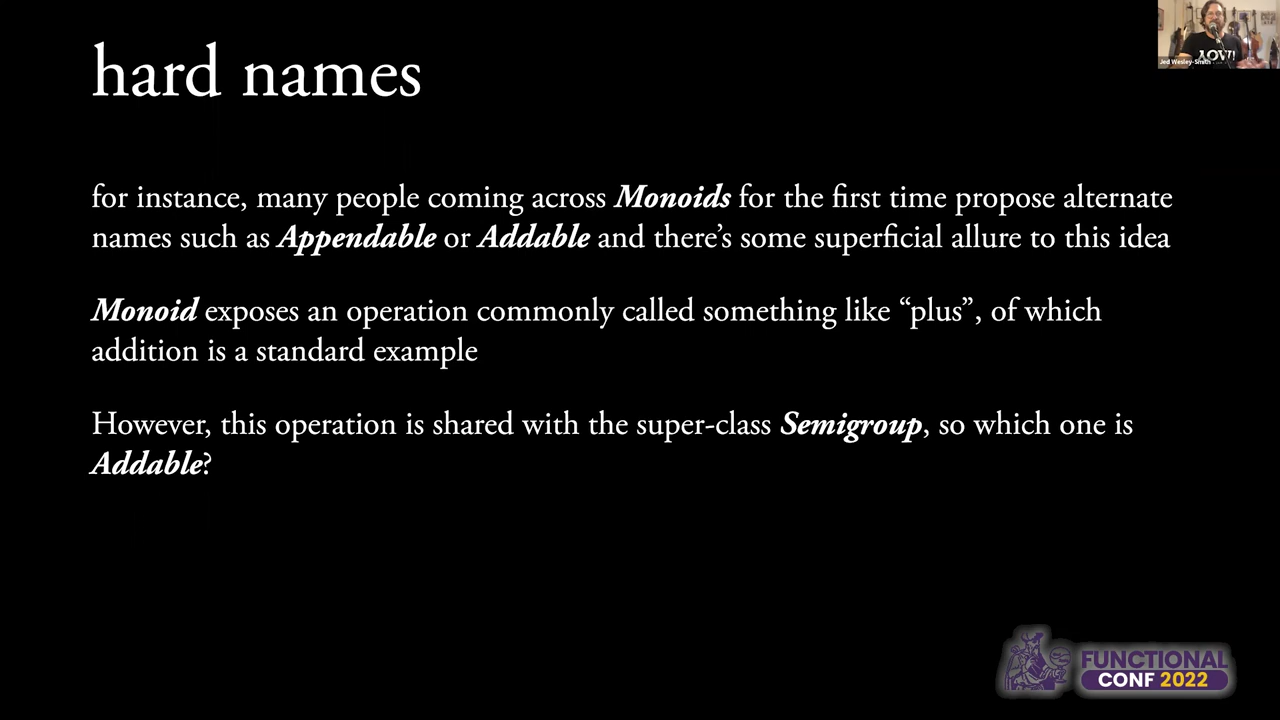 hard names
for instance, many people coming across Monoids for the first time propose alternate
names such as Appendable or Addable and there’s some superficial allure to this idea
Monoid exposes an operation commonly called something like “plus”, of which
addition is a standard example
However, this operation is shared with the super-class Semigroup, so which one is
Addable?
Jed Wesley-Smith
FUNCTIONAL
CONF 2022